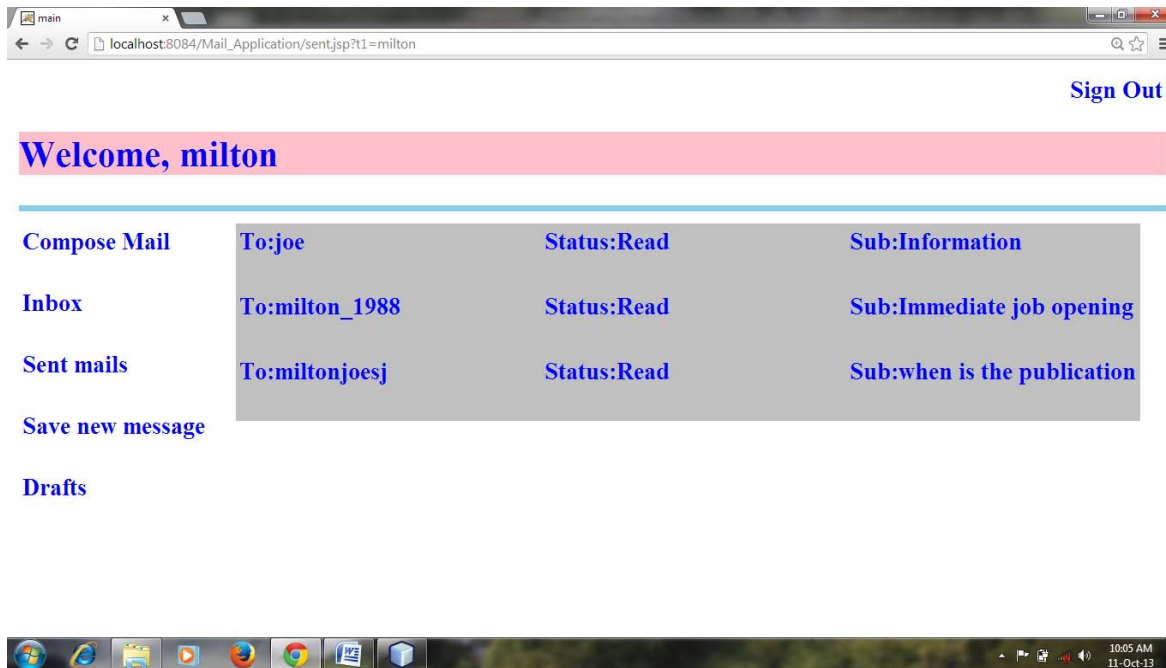 main
localhost:8084/Mail_Application/sent.jsp?t1=milton
Sign Out
Welcome, milton
Compose Mail
To:joe Status:Read Sub:Information
Inbox
To:milton_1988 Status:Read Sub:Immediate job opening
Sent mails
To:miltonjoesj Status:Read Sub:when is the publication
Save new message
Drafts
10:05 AM
11-Oct-13